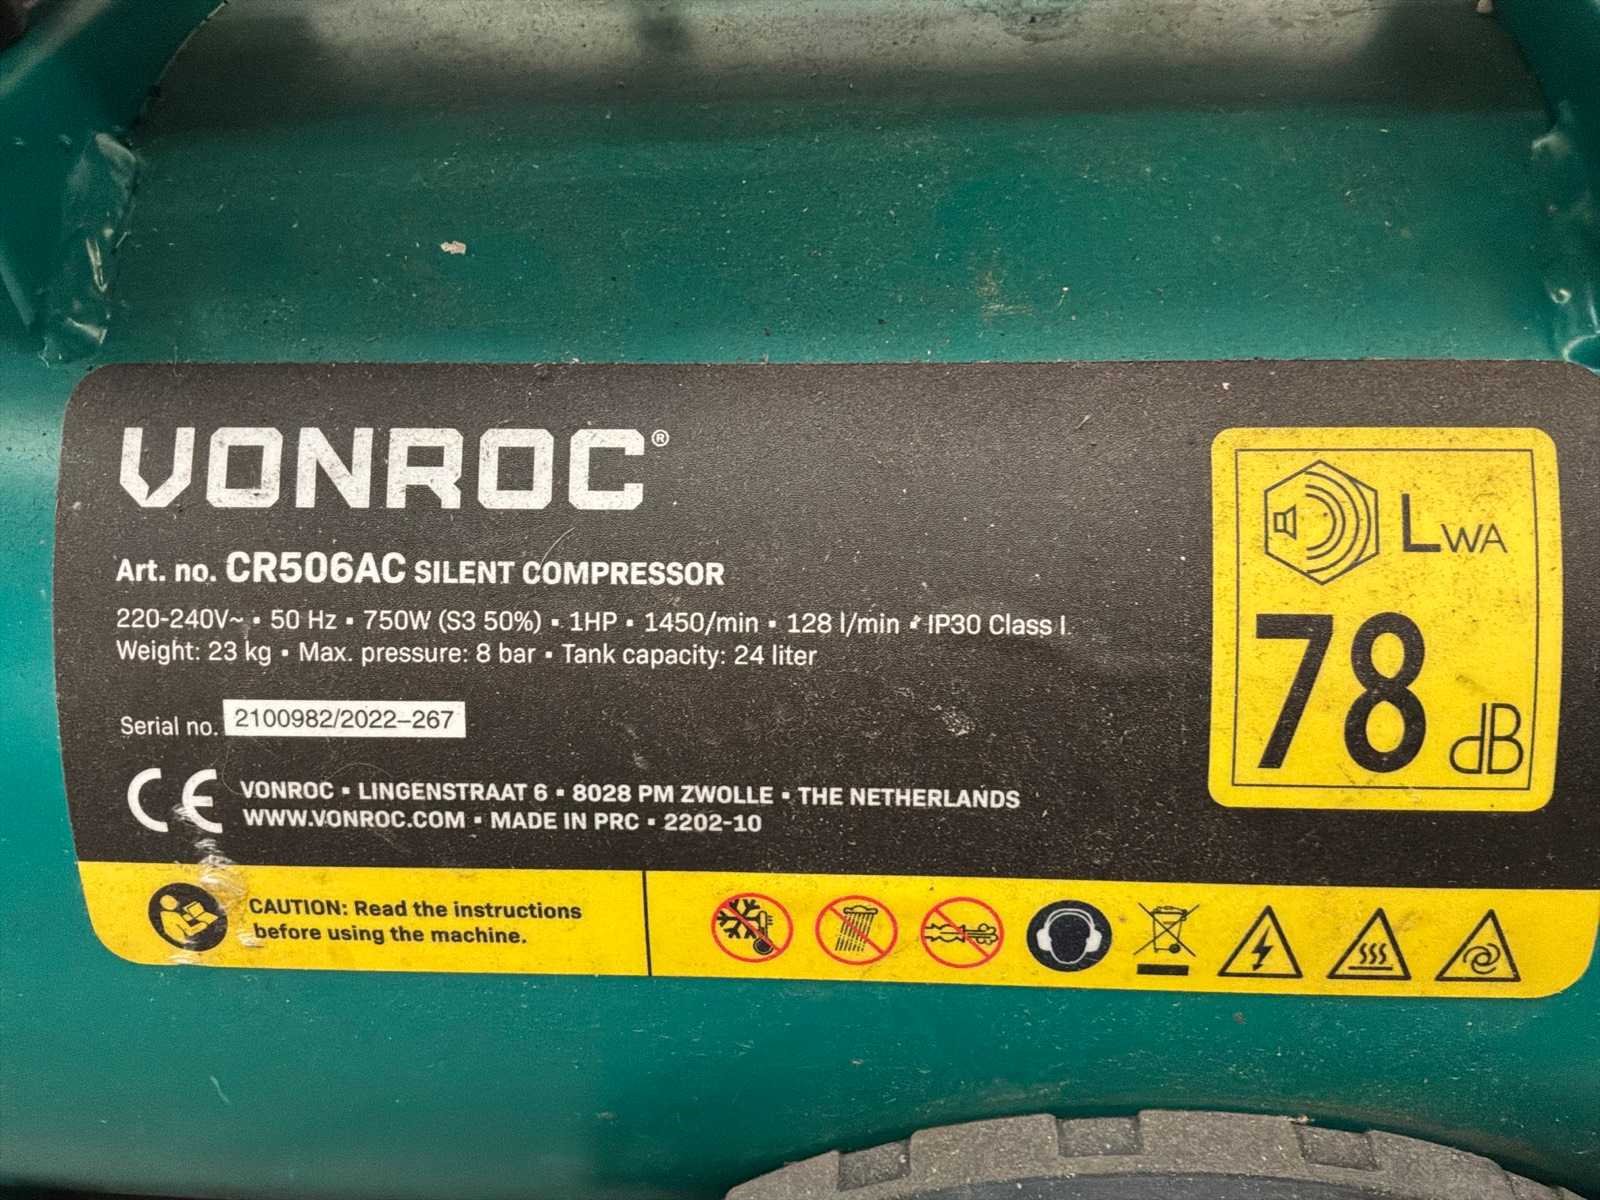 VONROC®
Art. no. CR506AC SILENT COMPRESSOR
220-240V~ ▪ 50 Hz ▪ 750W (S3 50%) ▪ 1HP ▪ 1450/min ▪ 128 l/min ▪ IP30 Class I.
Weight: 23 kg ▪ Max. pressure: 8 bar ▪ Tank capacity: 24 liter
Serial no. 2100982/2022-267
CE VONROC ▪ LINGENSTRAAT 6 ▪ 8028 PM ZWOLLE ▪ THE NETHERLANDS
WWW.VONROC.COM ▪ MADE IN PRC ▪ 2202-10
LWA
78 dB
CAUTION: Read the instructions
before using the machine.